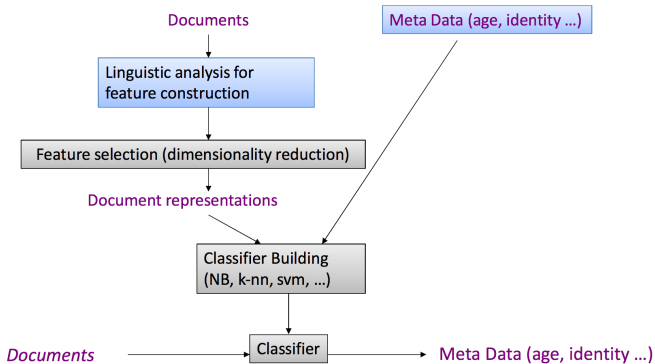 Documents
Meta Data (age, identity …)
Linguistic analysis for
feature construction
Feature selection (dimensionality reduction)
Document representations
Classifier Building
(NB, k-nn, svm, …)
Classifier
Documents
Meta Data (age, identity …)